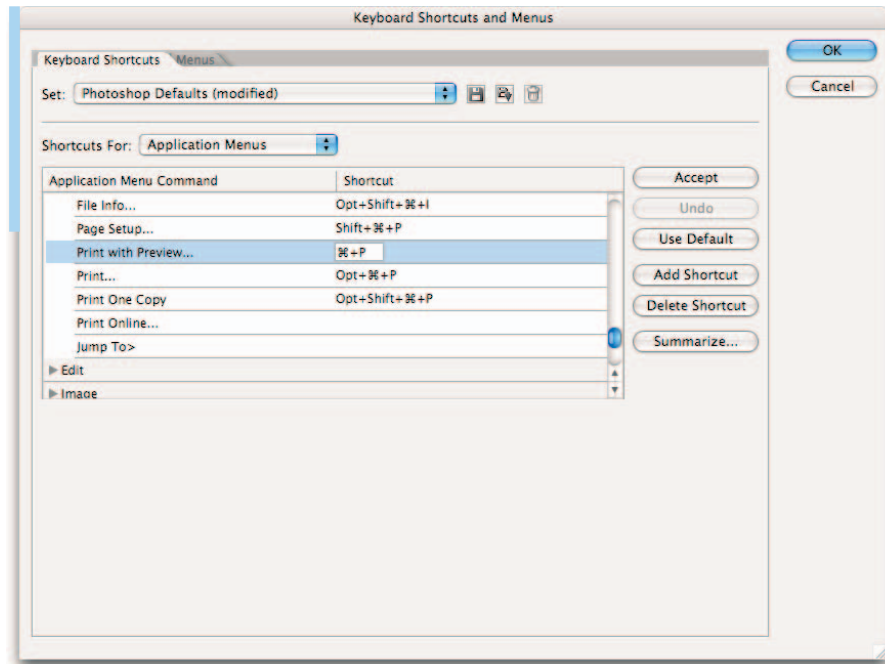 Keyboard Shortcuts and Menus
Keyboard Shortcuts Menus
OK
Set: Photoshop Defaults (modified)
Cancel
Shortcuts For: Application Menus
Application Menu Command Shortcut
Accept
File Info... Opt+Shift+⌘+I
Undo
Page Setup... Shift+⌘+P
Use Default
Print with Preview... ⌘+P
Print... Opt+⌘+P
Add Shortcut
Print One Copy Opt+Shift+⌘+P
Delete Shortcut
Print Online...
Jump To>
Summarize...
Edit
Image